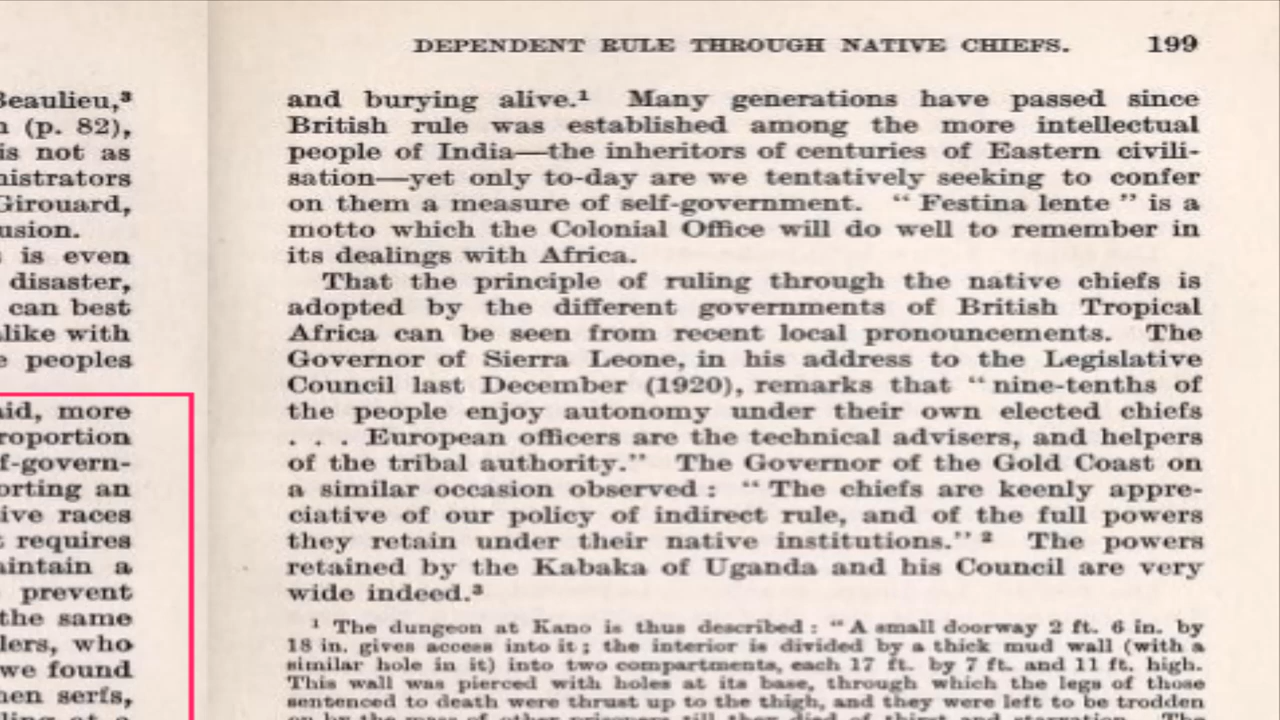 Beaulieu,³
(p. 82),
is not as
Girouard,
is even
disaster,
can best
with
peoples
more
an
races
requires
a
prevent
the same
who
we found
serfs,
DEPENDENT RULE THROUGH NATIVE CHIEFS. 199
and burying alive.¹ Many generations have passed since
British rule was established among the more intellectual
people of India—the inheritors of centuries of Eastern civili-
sation—yet only to-day are we tentatively seeking to confer
on them a measure of self-government. “ Festina lente ” is a
motto which the Colonial Office will do well to remember in
its dealings with Africa.
That the principle of ruling through the native chiefs is
adopted by the different governments of British Tropical
Africa can be seen from recent local pronouncements. The
Governor of Sierra Leone, in his address to the Legislative
Council last December (1920), remarks that “ nine-tenths of
the people enjoy autonomy under their own elected chiefs
. . . European officers are the technical advisers, and helpers
of the tribal authority.” The Governor of the Gold Coast on
a similar occasion observed : “ The chiefs are keenly appre-
ciative of our policy of indirect rule, and of the full powers
they retain under their native institutions.” ² The powers
retained by the Kabaka of Uganda and his Council are very
wide indeed.³
¹ The dungeon at Kano is thus described : “ A small doorway 2 ft. 6 in. by
18 in. gives access into it ; the interior is divided by a thick mud wall (with a
similar hole in it) into two compartments, each 17 ft. by 7 ft. and 11 ft. high.
This wall was pierced with holes at its base, through which the legs of those
sentenced to death were thrust up to the thigh, and they were left to be trodden
on by the mass of other prisoners till they died of thirst and starvation. The